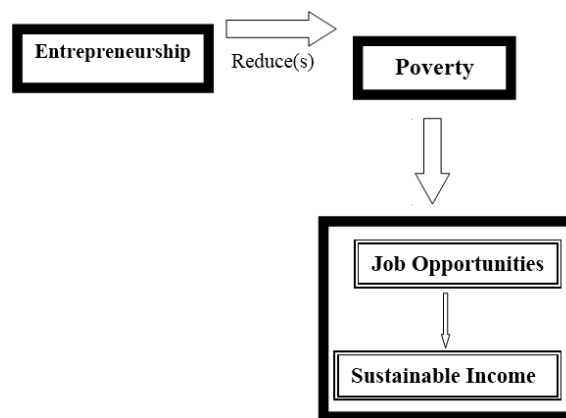 Entrepreneurship
Reduce(s)
Poverty
Job Opportunities
Sustainable Income